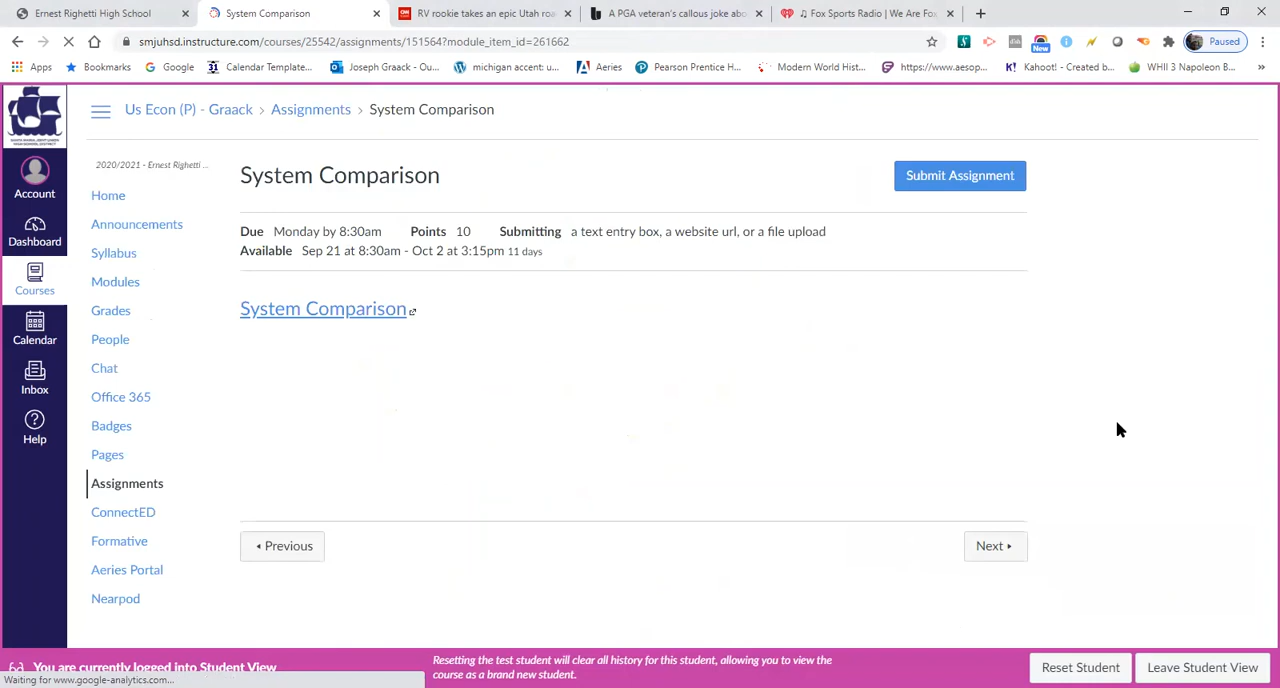 Ernest Righetti High School
System Comparison
RV rookie takes an epic Utah roa
A PGA veteran's callous joke abo
♫ Fox Sports Radio | We Are Fox
smjuhsd.instructure.com/courses/25542/assignments/151564?module_item_id=261662
New
Paused
Apps
Bookmarks
Google
Calendar Template...
Joseph Graack - Ou...
michigan accent: u...
Aeries
Pearson Prentice H...
Modern World Hist...
https://www.aesop...
Kahoot! - Created b...
WHII 3 Napoleon B...
Us Econ (P) - Graack › Assignments › System Comparison
2020/2021 - Ernest Righetti ...
Account
Dashboard
Courses
Calendar
Inbox
Help
Home
Announcements
Syllabus
Modules
Grades
People
Chat
Office 365
Badges
Pages
Assignments
ConnectED
Formative
Aeries Portal
Nearpod
System Comparison
Submit Assignment
Due Monday by 8:30am Points 10 Submitting a text entry box, a website url, or a file upload
Available Sep 21 at 8:30am - Oct 2 at 3:15pm 11 days
System Comparison
Previous
Next
You are currently logged into Student View
Resetting the test student will clear all history for this student, allowing you to view the
course as a brand new student.
Reset Student
Leave Student View
Waiting for www.google-analytics.com...